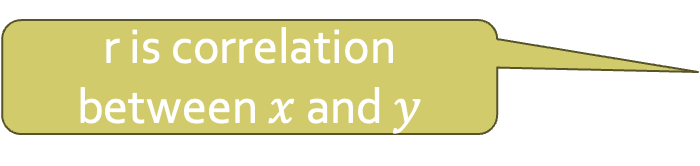 r is correlation
between x and y